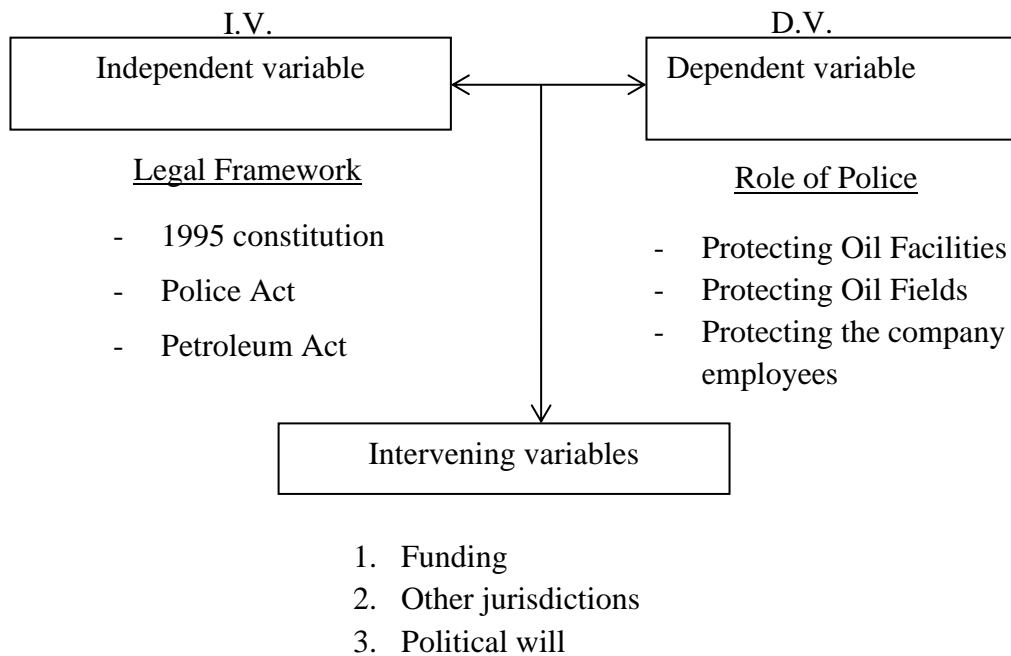 I.V.
Independent variable
Legal Framework
- 1995 constitution
- Police Act
- Petroleum Act
D.V.
Dependent variable
Role of Police
- Protecting Oil Facilities
- Protecting Oil Fields
- Protecting the company
employees
Intervening variables
1. Funding
2. Other jurisdictions
3. Political will